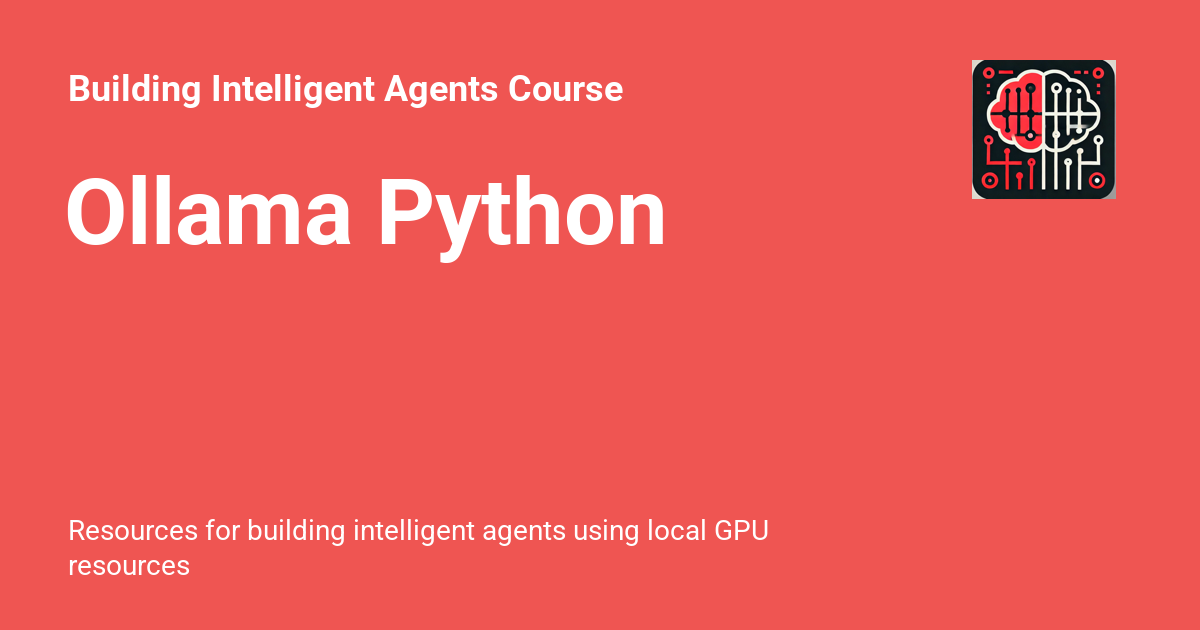 Building Intelligent Agents Course
Ollama Python
Resources for building intelligent agents using local GPU
resources